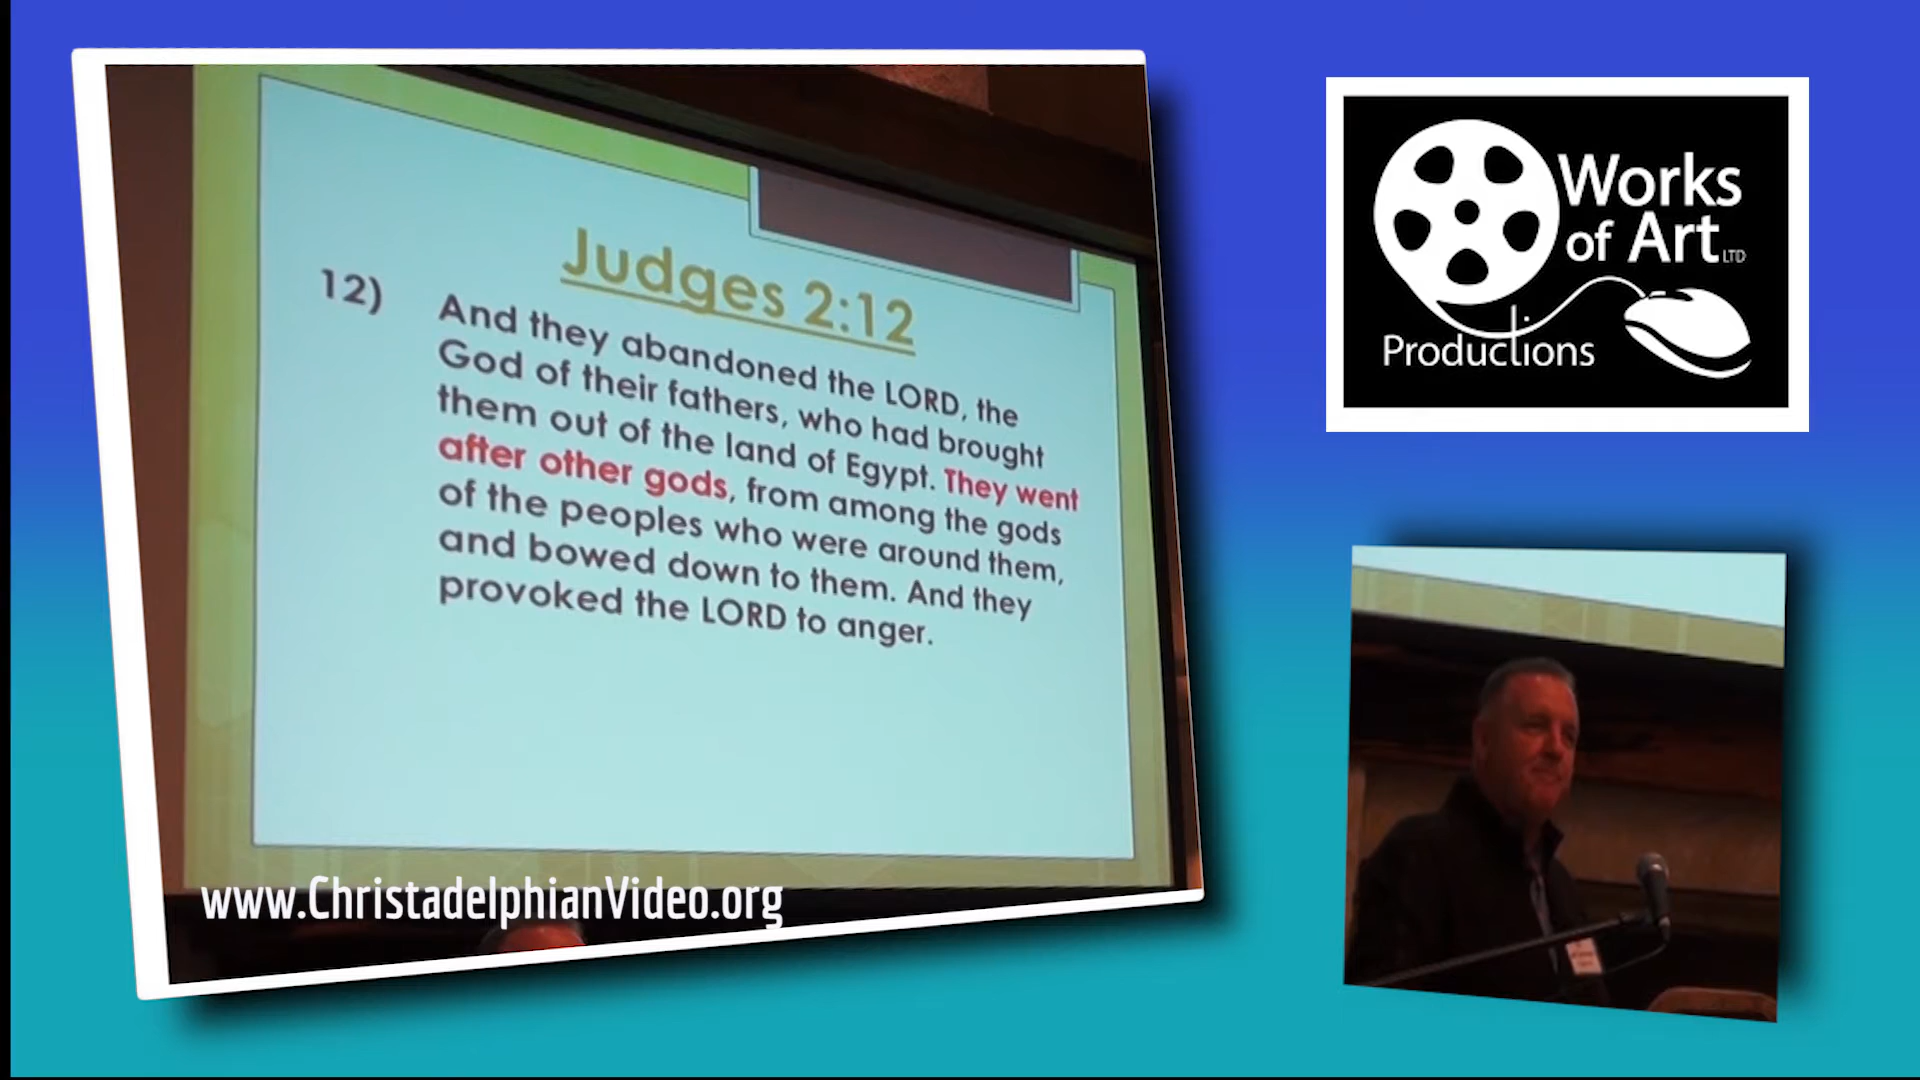 Judges 2:12
12) And they abandoned the LORD, the
God of their fathers, who had brought
them out of the land of Egypt. They went
after other gods, from among the gods
of the peoples who were around them,
and bowed down to them. And they
provoked the LORD to anger.
www.ChristadelphianVideo.org
Works
of Art LTD
Productions